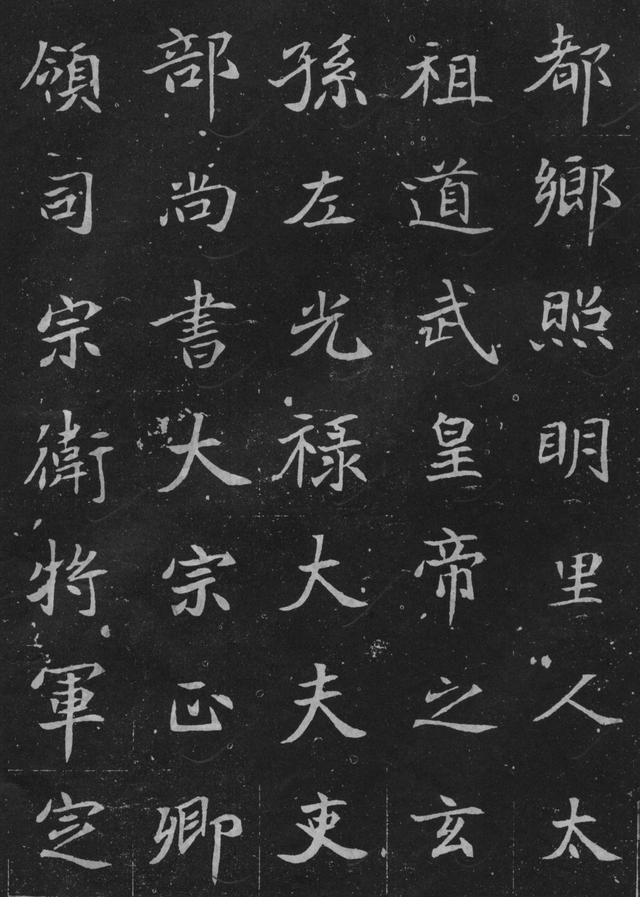 都鄉照明里人太
祖道武皇帝之玄
孫左光祿大夫吏
部尚書大宗正卿
領司宗衛將軍定